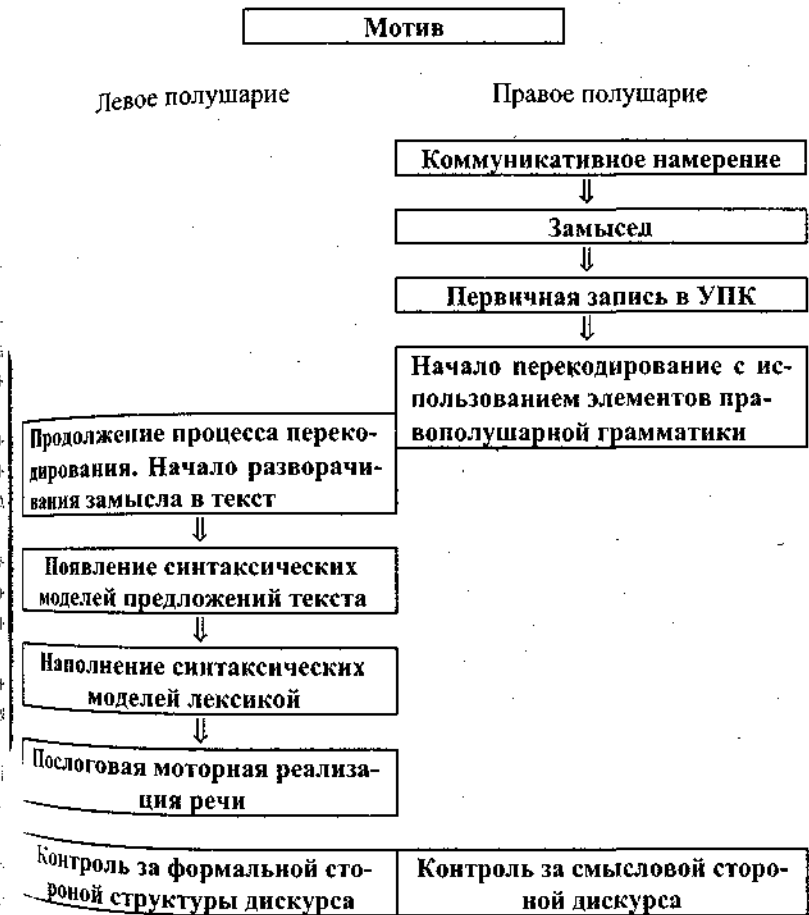 Мотив
Левое полушарие
Правое полушарие
Коммуникативное намерение
Замысел
Первичная запись в УПК
Начало перекодирование с ис-
пользованием элементов пра-
вополушарной грамматики
Продолжение процесса переко-
дирования. Начало разворачи-
вания замысла в текст
Появление синтаксических
моделей предложений текста
Наполнение синтаксических
моделей лексикой
Послоговая моторная реализа-
ция речи
Контроль за формальной сто-
роной структуры дискурса
Контроль за смысловой сторо-
ной дискурса